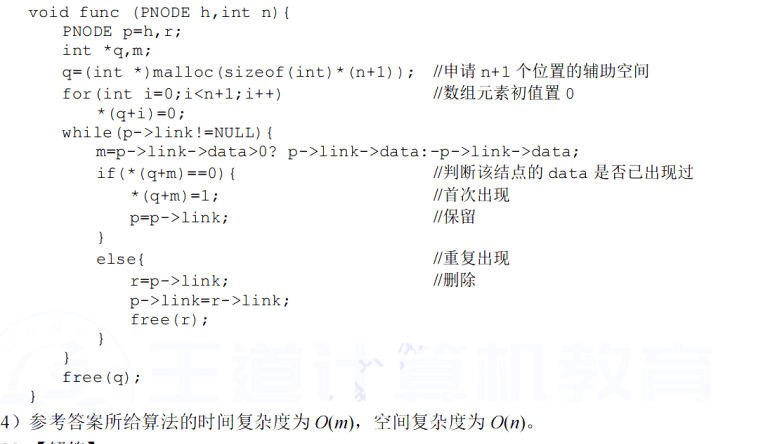 void func (PNODE h,int n){
PNODE p=h,r;
int *q,m;
q=(int *)malloc(sizeof(int)*(n+1)); //申请 n+1 个位置的辅助空间
for(int i=0;i<n+1;i++) //数组元素初值置 0
*(q+i)=0;
while(p->link!=NULL){
m=p->link->data>0? p->link->data:-p->link->data;
if(*(q+m)==0){ //判断该结点的 data 是否已出现过
*(q+m)=1; //首次出现
p=p->link; //保留
}
else{ //重复出现
r=p->link; //删除
p->link=r->link;
free(r);
}
}
free(q);
}
王道计算机教育
4）参考答案所给算法的时间复杂度为 O(m)，空间复杂度为 O(n)。